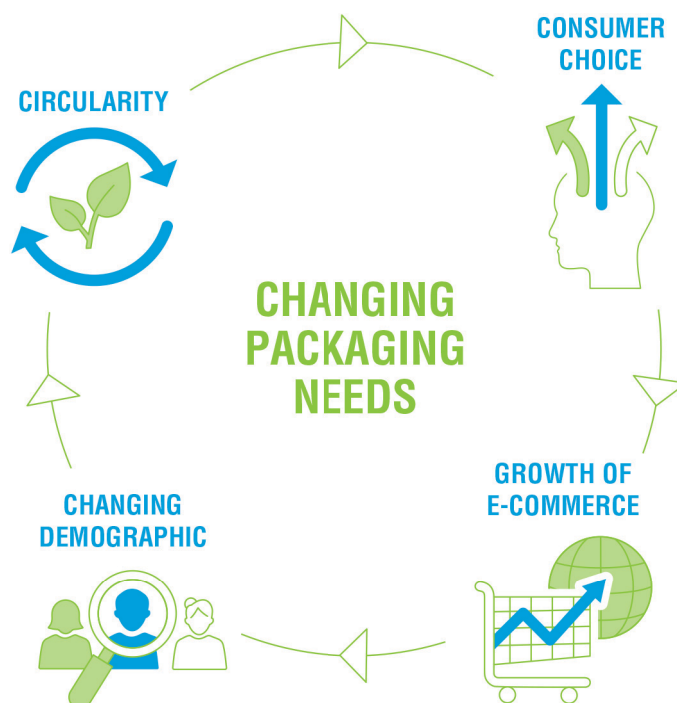 CONSUMER
CHOICE
CIRCULARITY
CHANGING
PACKAGING
NEEDS
GROWTH OF
E-COMMERCE
CHANGING
DEMOGRAPHIC